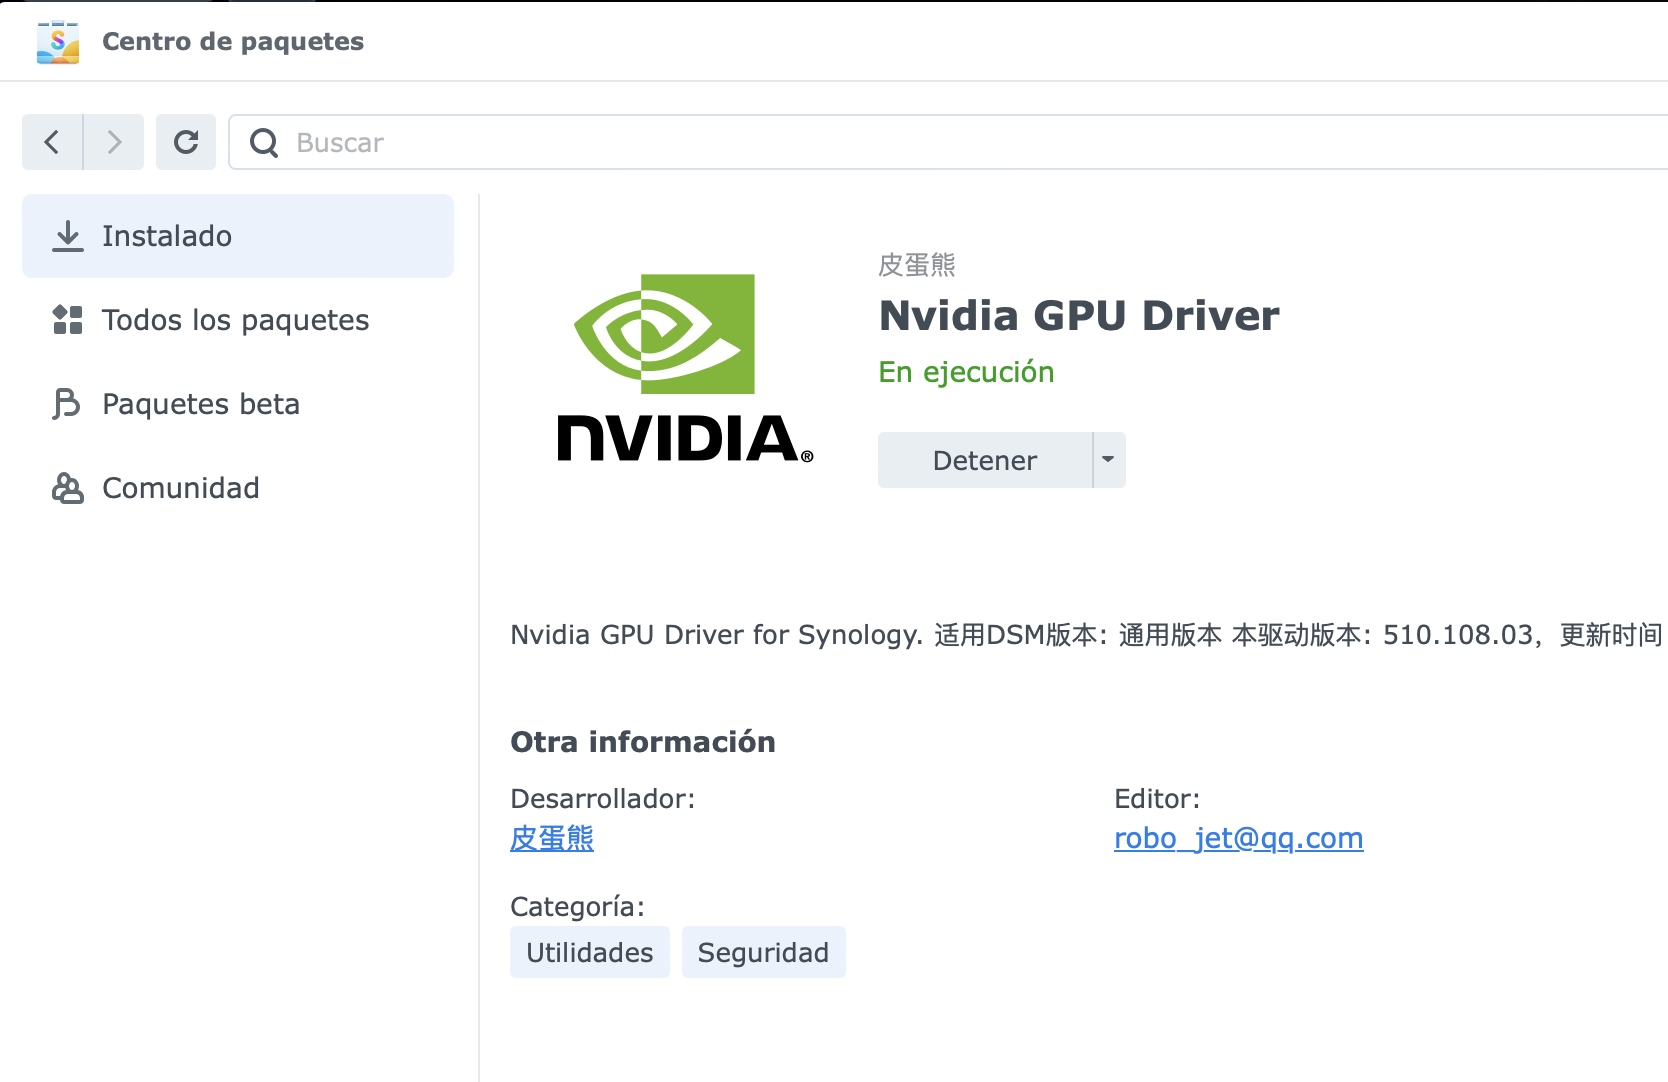 Centro de paquetes
Buscar
Instalado
Todos los paquetes
Paquetes beta
Comunidad
NVIDIA®
皮蛋熊
Nvidia GPU Driver
En ejecución
Detener
Nvidia GPU Driver for Synology. 适用DSM版本: 通用版本 本驱动版本: 510.108.03，更新时间
Otra información
Desarrollador:
皮蛋熊
Editor:
robo_jet@qq.com
Categoría:
Utilidades Seguridad